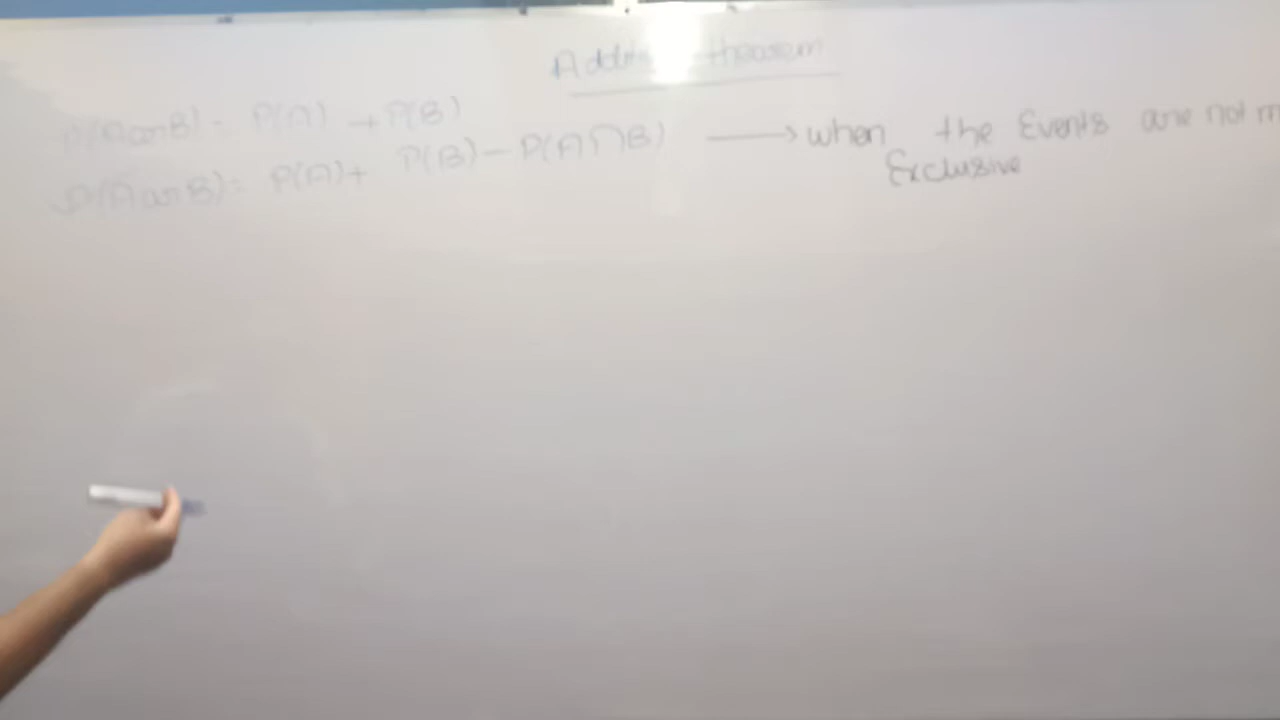 Addition theorem
P(A or B) = P(A) + P(B)
P(A or B) = P(A) + P(B) - P(A∩B) → when the Events are not
Exclusive